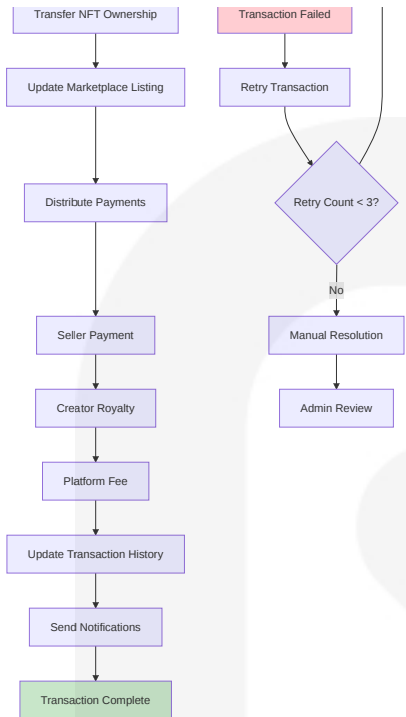 Transfer NFT Ownership
Transaction Failed
Update Marketplace Listing
Retry Transaction
Distribute Payments
Retry Count < 3?
No
Seller Payment
Manual Resolution
Creator Royalty
Admin Review
Platform Fee
Update Transaction History
Send Notifications
Transaction Complete